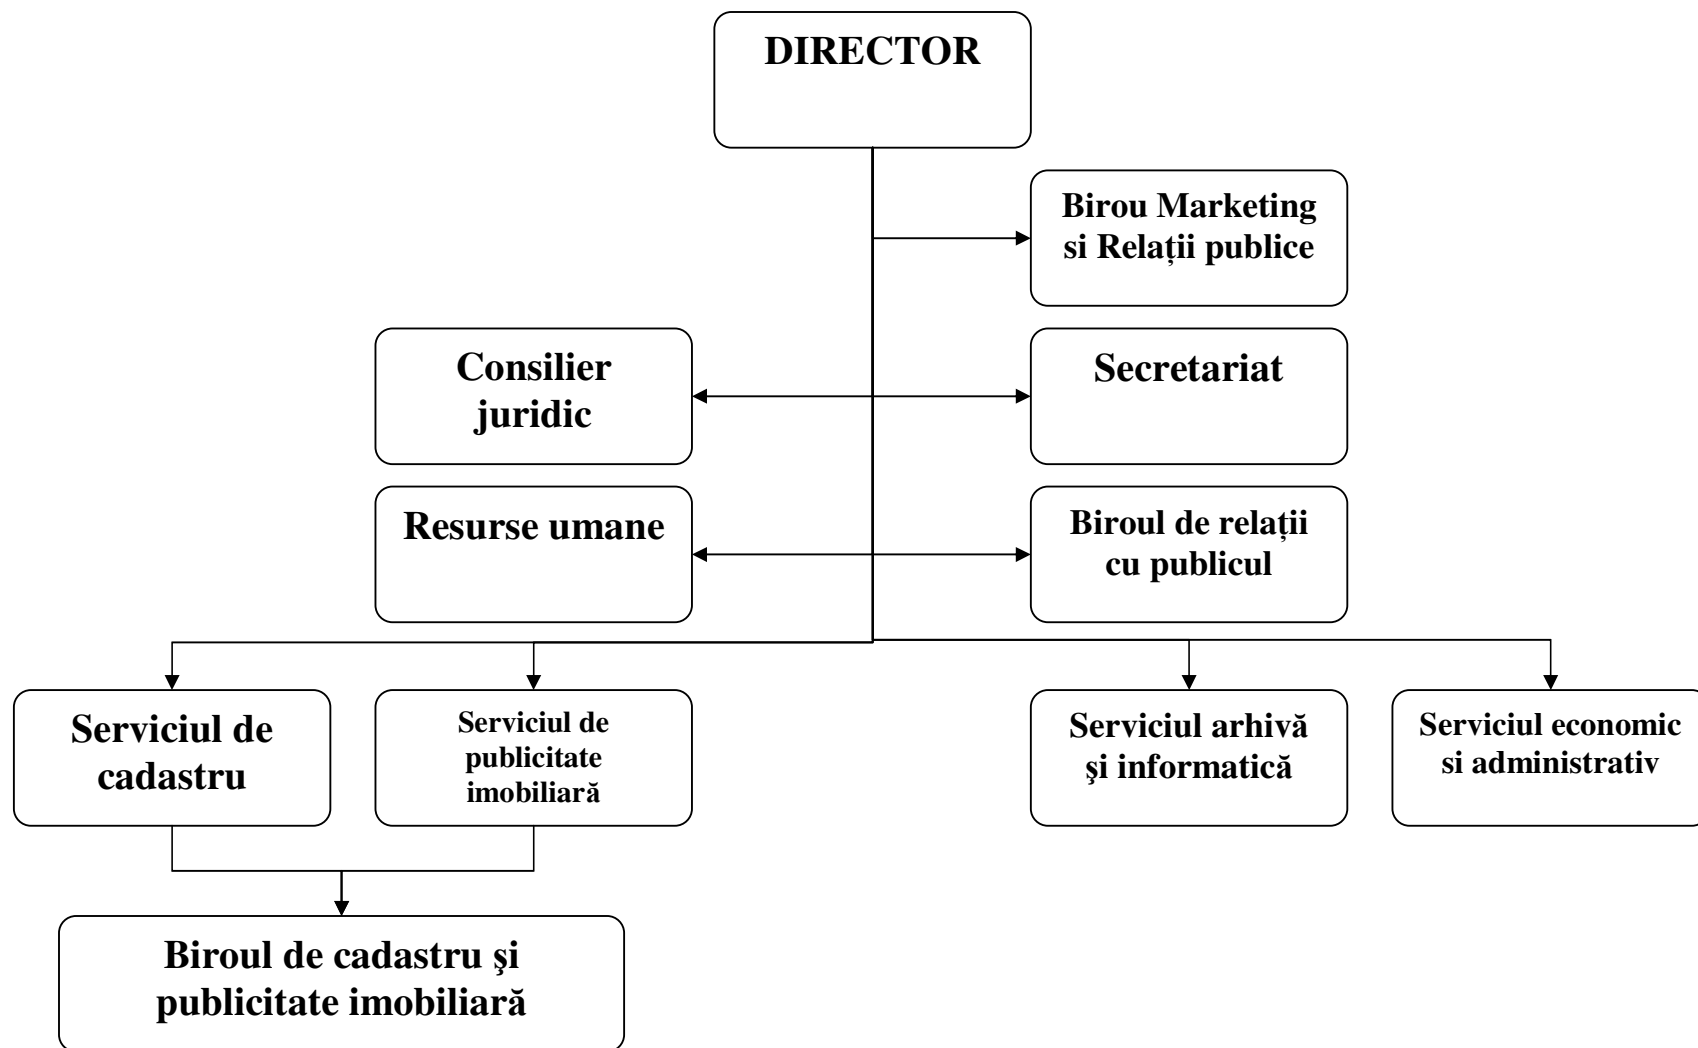 DIRECTOR
Birou Marketing
si Relații publice
Consilier
juridic
Secretariat
Resurse umane
Biroul de relații
cu publicul
Serviciul de
cadastru
Serviciul de
publicitate
imobiliară
Serviciul arhivă
şi informatică
Serviciul economic
si administrativ
Biroul de cadastru şi
publicitate imobiliară